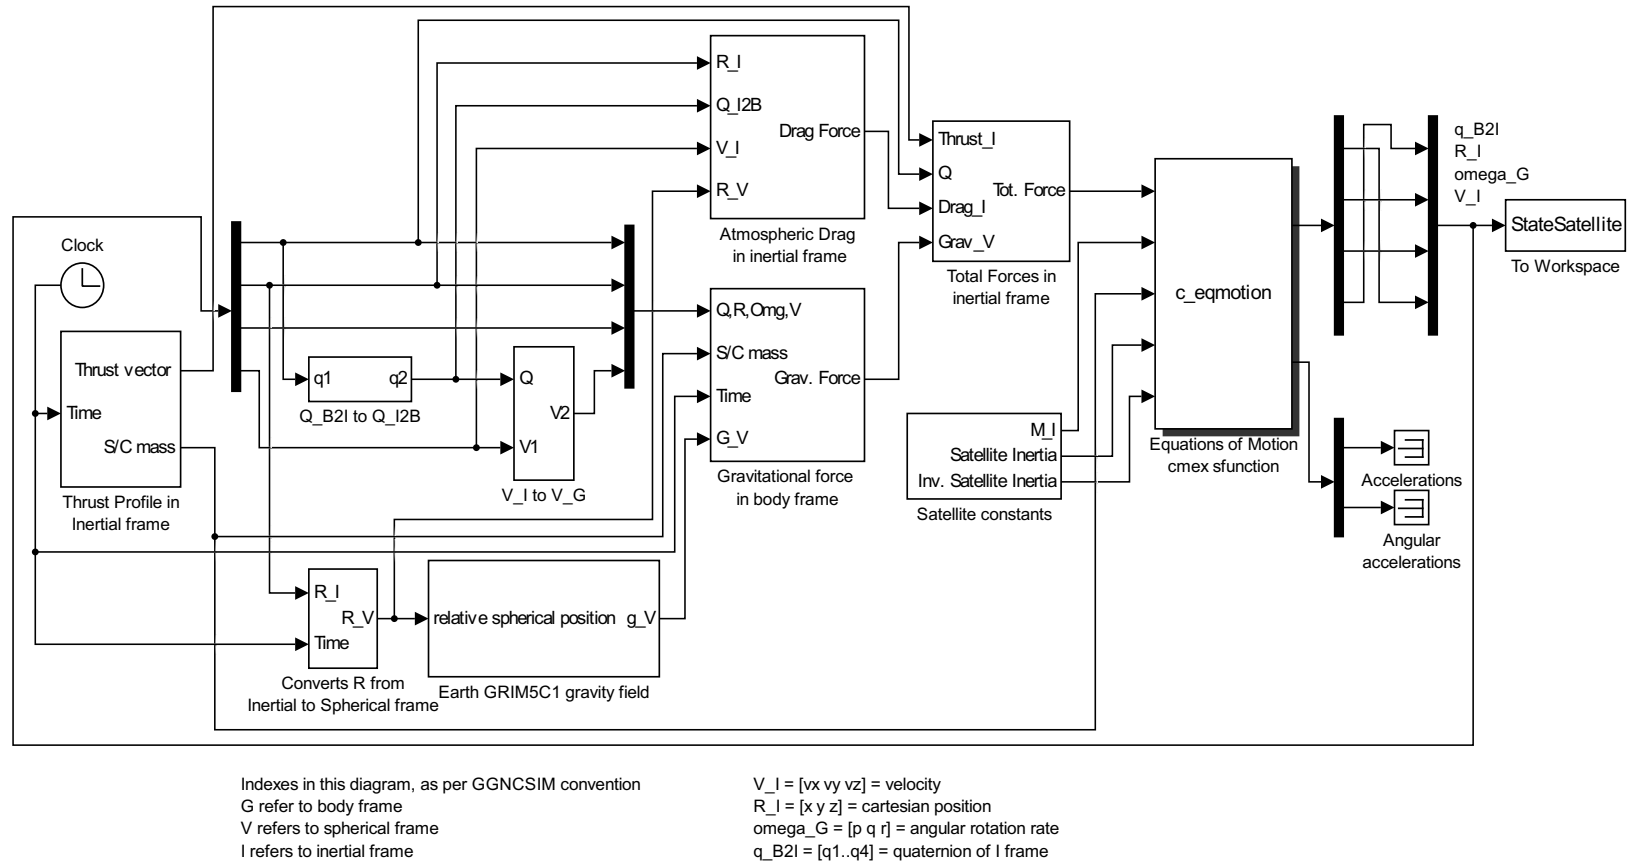 Clock
Thrust vector
Time
S/C mass
Thrust Profile in
Inertial frame
q1 q2
Q_B2I to Q_I2B
Q
V2
V1
V_I to V_G
R_I
R_V
Time
Converts R from
Inertial to Spherical frame
relative spherical position g_V
Earth GRIM5C1 gravity field
R_I
Q_I2B
Drag Force
V_I
R_V
Atmospheric Drag
in inertial frame
Q,R,Omg,V
S/C mass
Grav. Force
Time
G_V
Gravitational force
in body frame
Thrust_I
Q
Tot. Force
Drag_I
Grav_V
Total Forces in
inertial frame
M_I
Satellite Inertia
Inv. Satellite Inertia
Satellite constants
c_eqmotion
Equations of Motion
cmex sfunction
q_B2I
R_I
omega_G
V_I
StateSatellite
To Workspace
Accelerations
Angular
accelerations
Indexes in this diagram, as per GGNCSIM convention
G refer to body frame
V refers to spherical frame
I refers to inertial frame
V_I = [vx vy vz] = velocity
R_I = [x y z] = cartesian position
omega_G = [p q r] = angular rotation rate
q_B2I = [q1..q4] = quaternion of I frame